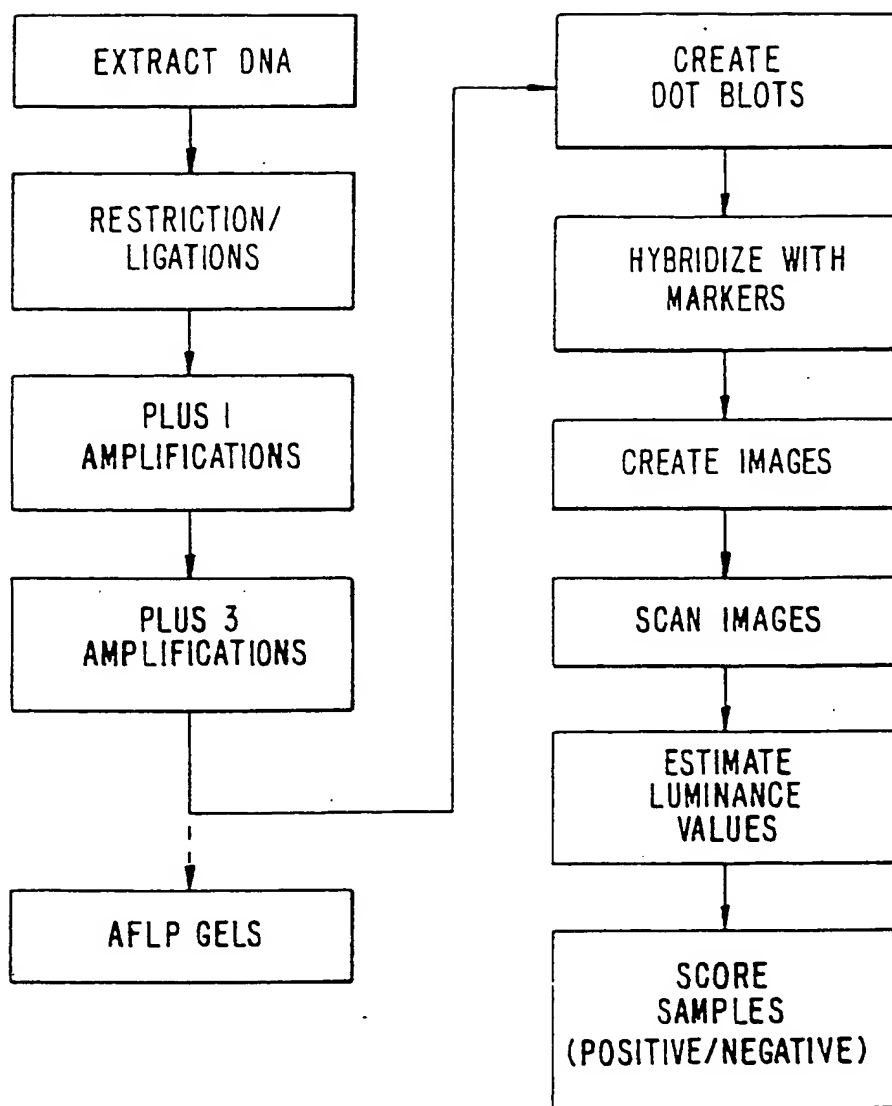 EXTRACT DNA
RESTRICTION/
LIGATIONS
PLUS 1
AMPLIFICATIONS
PLUS 3
AMPLIFICATIONS
AFLP GELS
CREATE
DOT BLOTS
HYBRIDIZE WITH
MARKERS
CREATE IMAGES
SCAN IMAGES
ESTIMATE
LUMINANCE
VALUES
SCORE
SAMPLES
(POSITIVE/NEGATIVE)